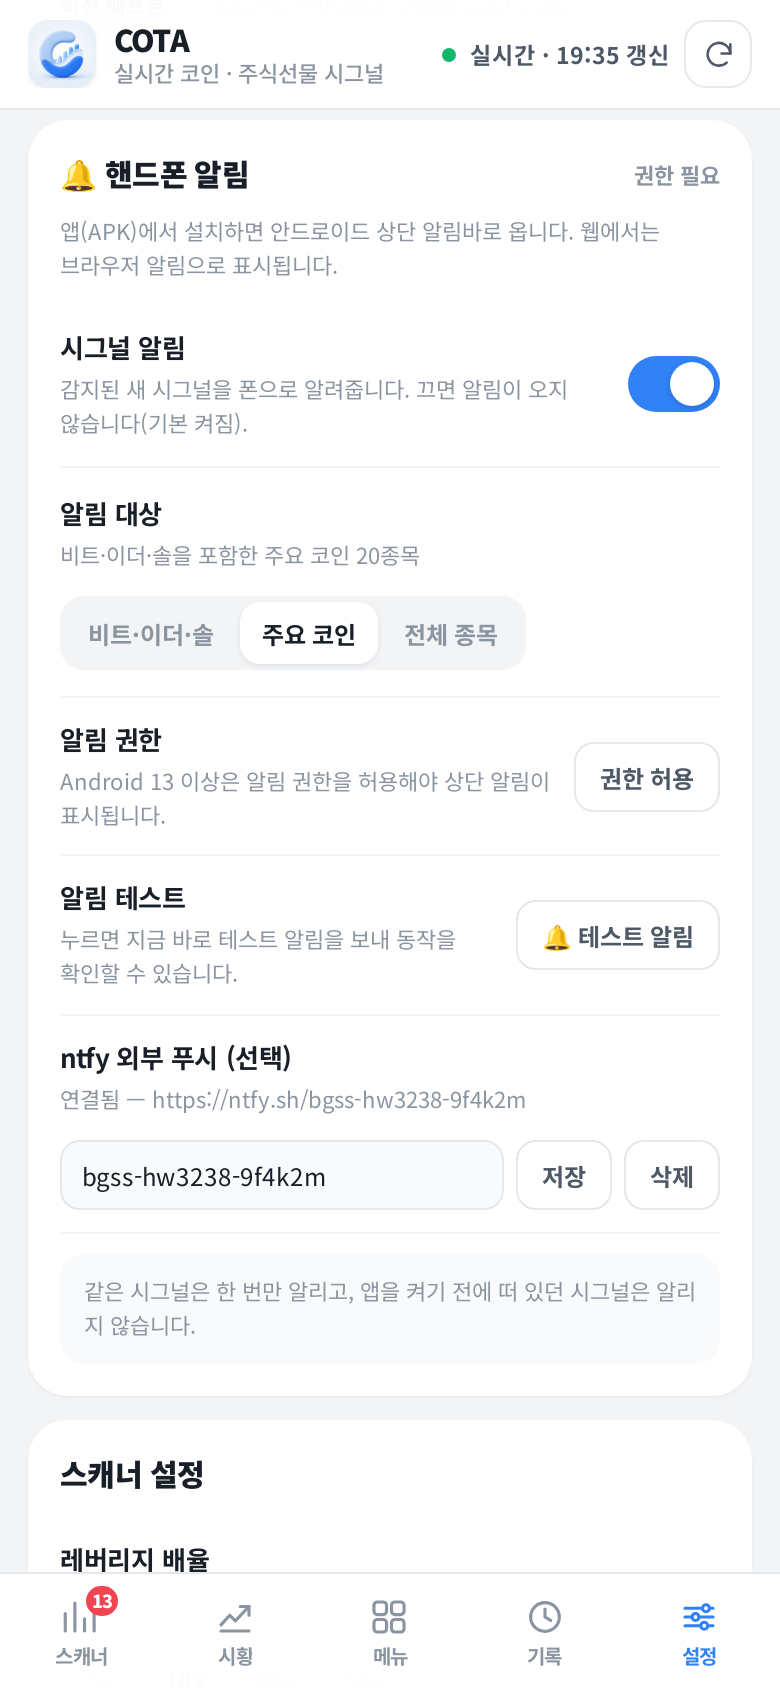 COTA
실시간 코인 · 주식선물 시그널
실시간 · 19:35 갱신
🔔 핸드폰 알림
권한 필요
앱(APK)에서 설치하면 안드로이드 상단 알림바로 옵니다. 웹에서는
브라우저 알림으로 표시됩니다.
시그널 알림
감지된 새 시그널을 폰으로 알려줍니다. 끄면 알림이 오지
않습니다(기본 켜짐).
알림 대상
비트·이더·솔을 포함한 주요 코인 20종목
비트·이더·솔
주요 코인
전체 종목
알림 권한
Android 13 이상은 알림 권한을 허용해야 상단 알림이
표시됩니다.
권한 허용
알림 테스트
누르면 지금 바로 테스트 알림을 보내 동작을
확인할 수 있습니다.
🔔 테스트 알림
ntfy 외부 푸시 (선택)
연결됨 — https://ntfy.sh/bgss-hw3238-9f4k2m
bgss-hw3238-9f4k2m
저장
삭제
같은 시그널은 한 번만 알리고, 앱을 켜기 전에 떠 있던 시그널은 알리
지 않습니다.
스캐너 설정
레버리지 배율
13
스캐너
시황
메뉴
기록
설정